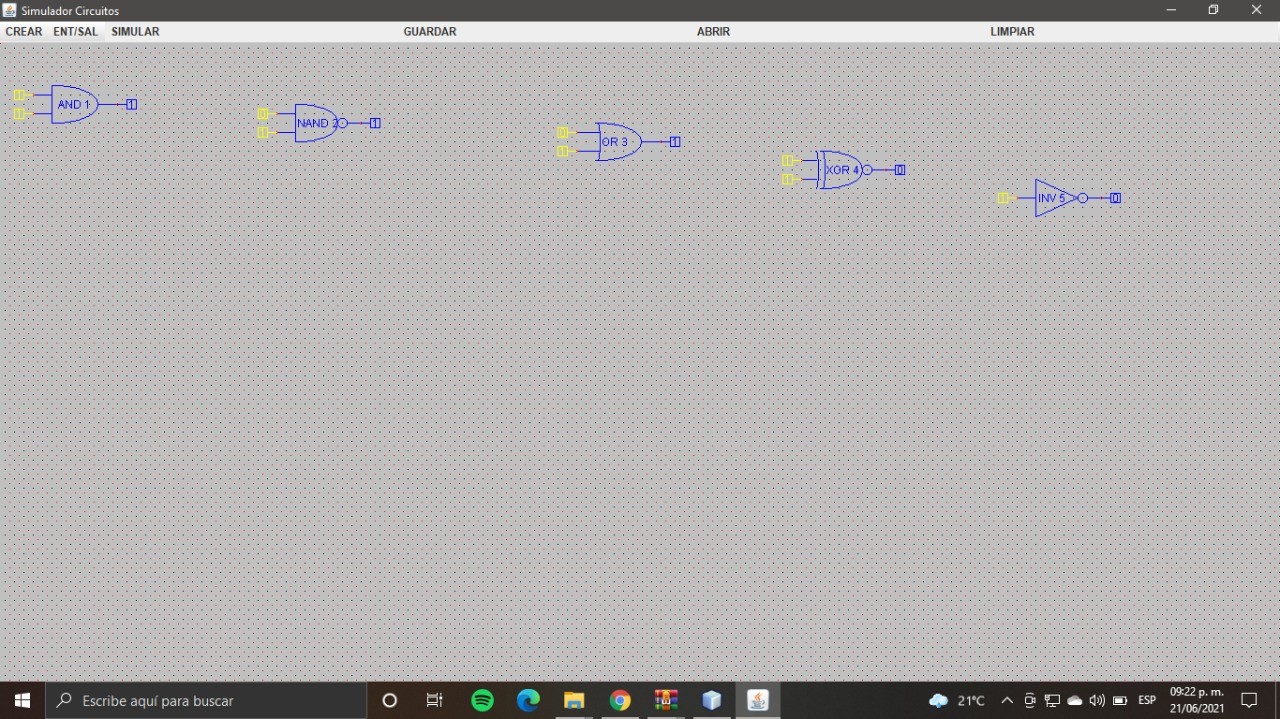 Simulador Circuitos
CREAR ENT/SAL SIMULAR GUARDAR ABRIR LIMPIAR
1
1
AND 1
1
0
1
NAND 2
1
0
1
OR 3
1
1
1
XOR 4
0
1
INV 5
0
Escribe aquí para buscar
21°C
ESP
09:22 p. m.
21/06/2021